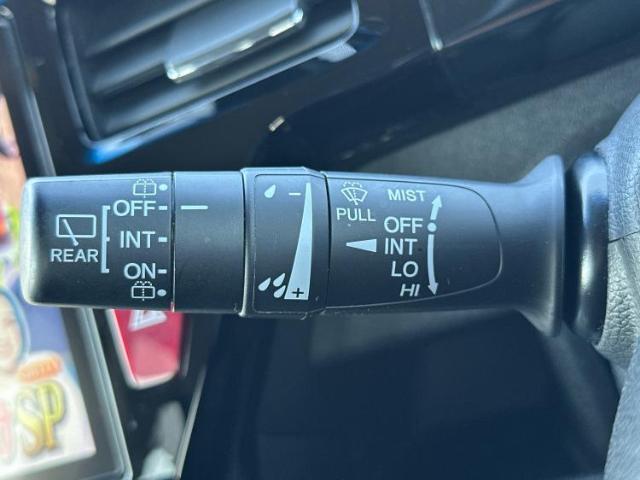 OFF
INT
ON
REAR
−
+
PULL
MIST
OFF
INT
LO
HI
SP